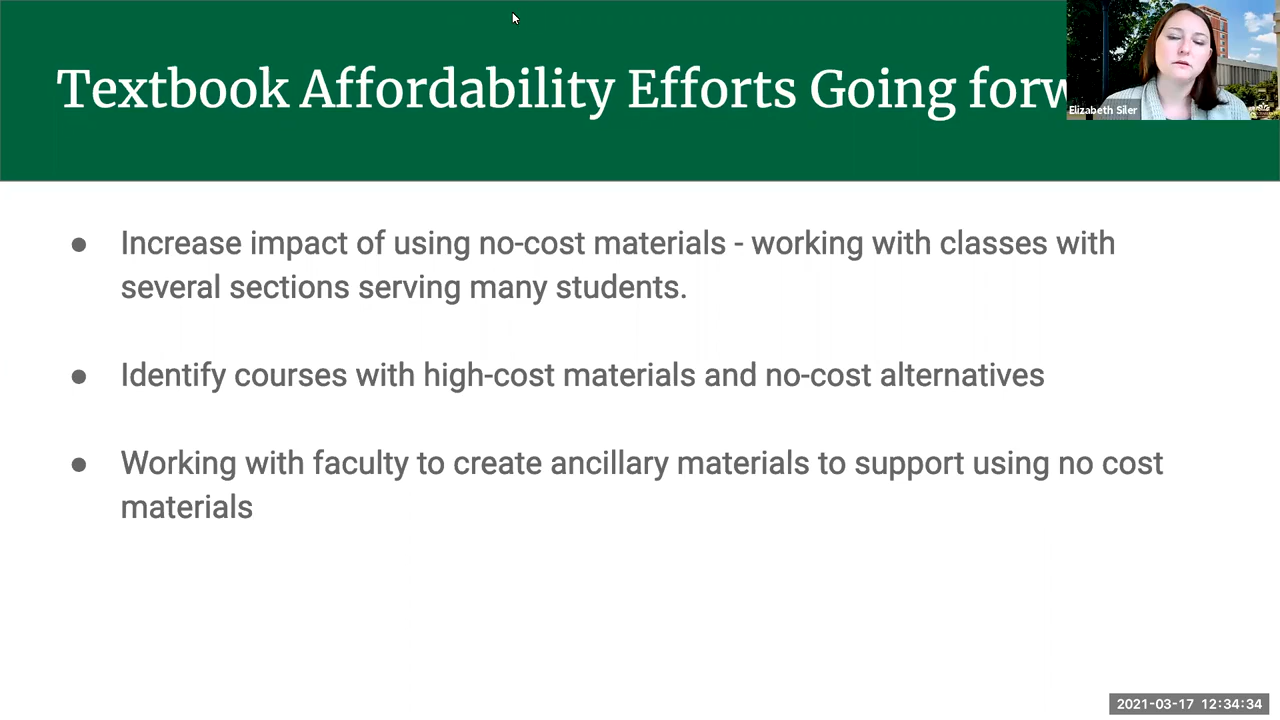 Textbook Affordability Efforts Going forw
Elizabeth Siler
● Increase impact of using no-cost materials - working with classes with
several sections serving many students.
● Identify courses with high-cost materials and no-cost alternatives
● Working with faculty to create ancillary materials to support using no cost
materials
2021-03-17 12:34:34